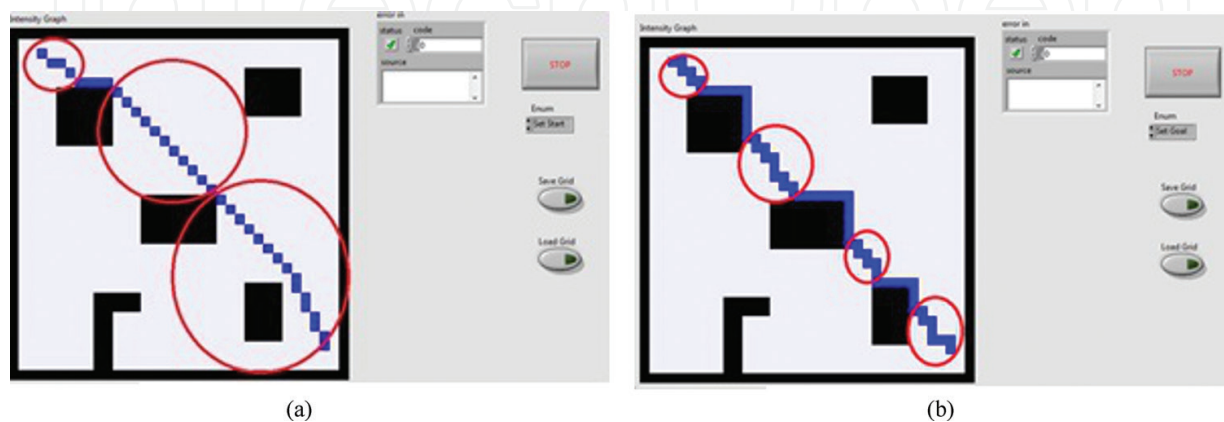 Intensity Graph
error in
status code
0
source
STOP
Enum
Set Start
Save Grid
Load Grid
(a)
Intensity Graph
error in
status code
0
source
STOP
Enum
Set Goal
Save Grid
Load Grid
(b)